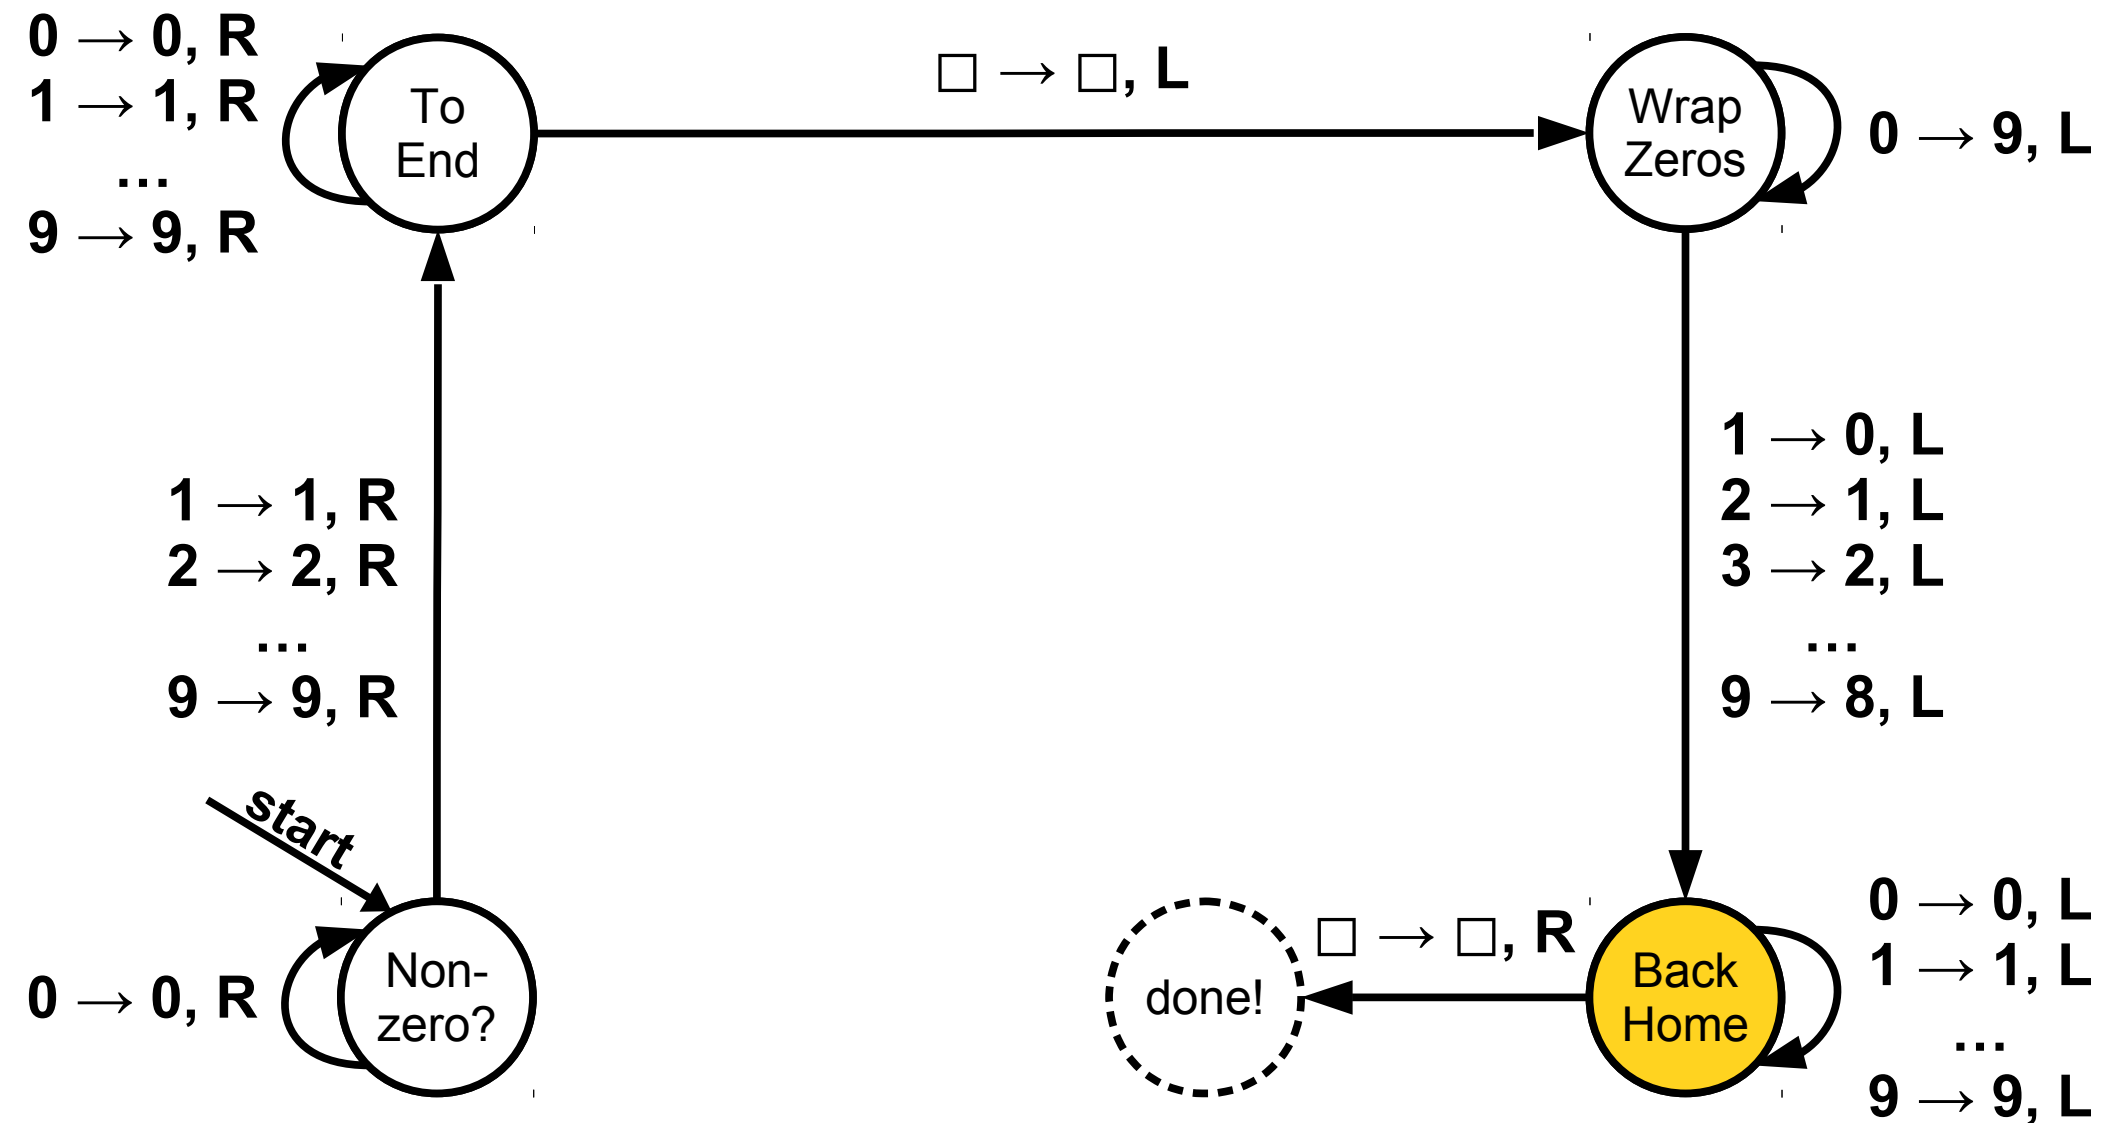 0 → 0, R
1 → 1, R
...
9 → 9, R
To
End
□ → □, L
Wrap
Zeros
0 → 9, L
1 → 1, R
2 → 2, R
...
9 → 9, R
1 → 0, L
2 → 1, L
3 → 2, L
...
9 → 8, L
start
Non-
zero?
0 → 0, R
done!
□ → □, R
Back
Home
0 → 0, L
1 → 1, L
...
9 → 9, L